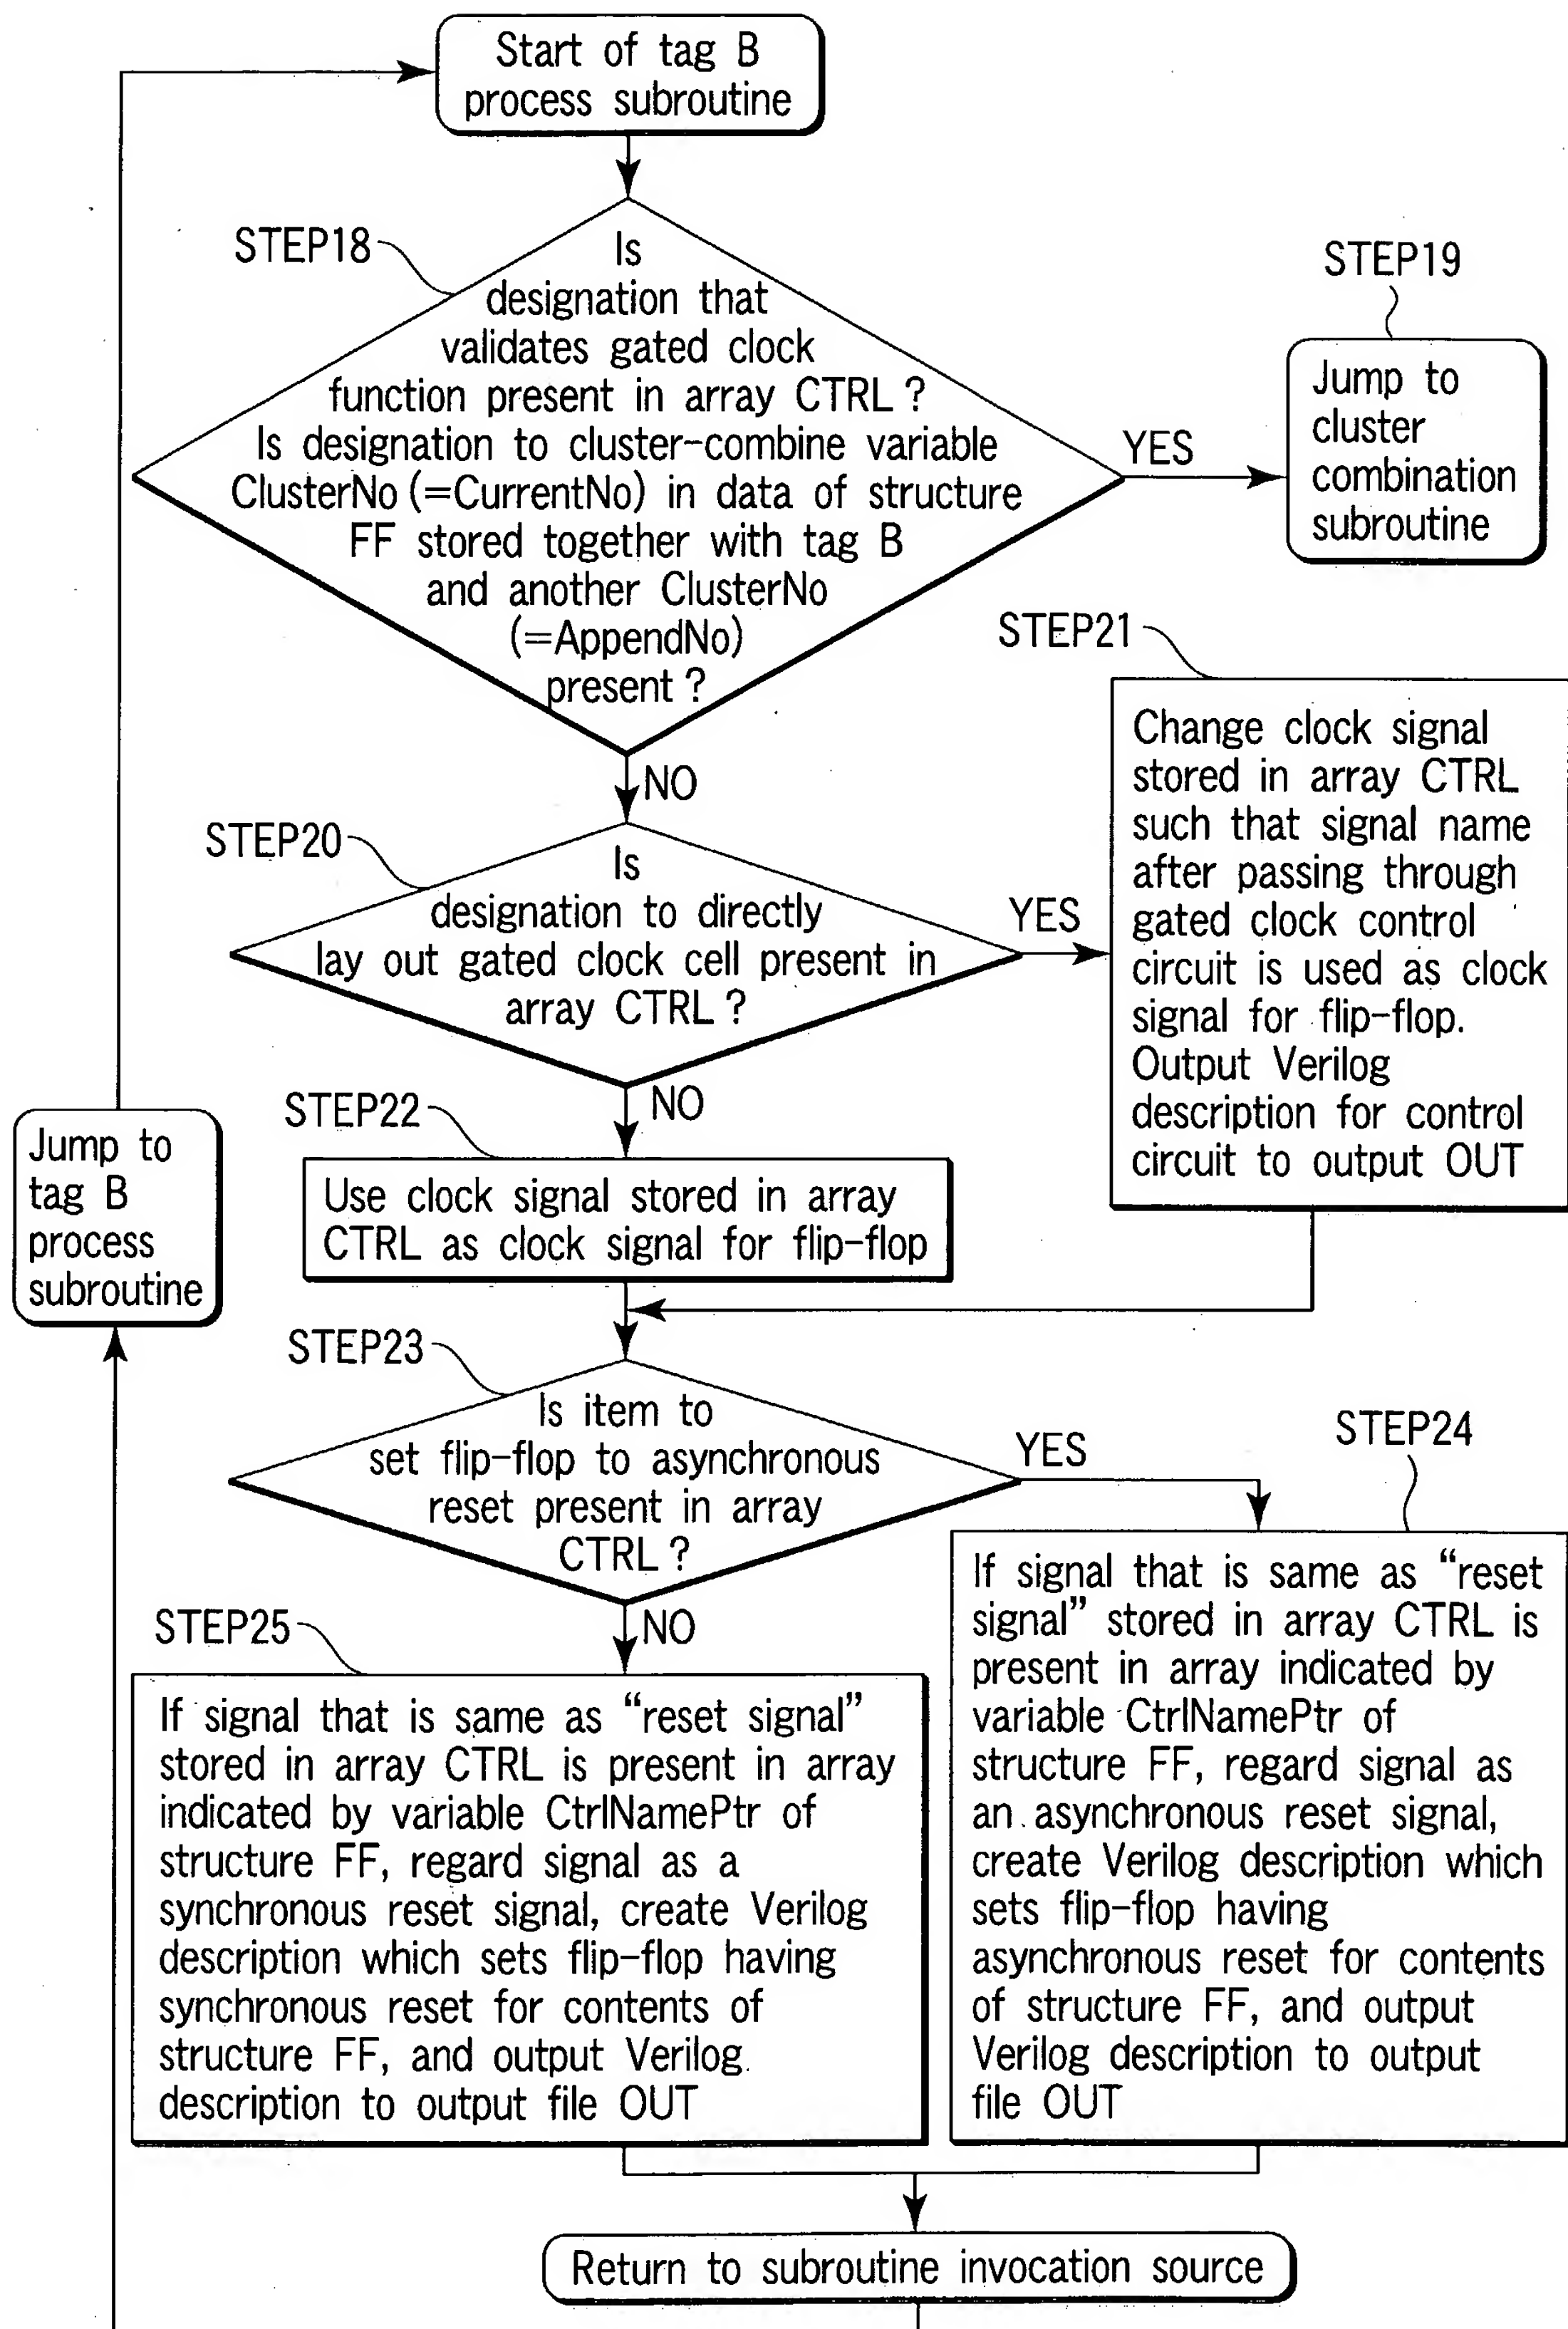 Start of tag B
process subroutine
STEP18
Is
designation that
validates gated clock
function present in array CTRL ?
Is designation to cluster-combine variable
ClusterNo (=CurrentNo) in data of structure
FF stored together with tag B
and another ClusterNo
(=AppendNo)
present ?
YES
STEP19
Jump to
cluster
combination
subroutine
NO
STEP20
Is
designation to directly
lay out gated clock cell present in
array CTRL ?
YES
STEP21
Change clock signal
stored in array CTRL
such that signal name
after passing through
gated clock control
circuit is used as clock
signal for flip-flop.
Output Verilog
description for control
circuit to output OUT
NO
STEP22
Use clock signal stored in array
CTRL as clock signal for flip-flop
Jump to
tag B
process
subroutine
STEP23
Is item to
set flip-flop to asynchronous
reset present in array
CTRL ?
YES
STEP24
If signal that is same as “reset
signal” stored in array CTRL is
present in array indicated by
variable CtrlNamePtr of
structure FF, regard signal as
an asynchronous reset signal,
create Verilog description which
sets flip-flop having
asynchronous reset for contents
of structure FF, and output
Verilog description to output
file OUT
NO
STEP25
If signal that is same as “reset signal”
stored in array CTRL is present in array
indicated by variable CtrlNamePtr of
structure FF, regard signal as a
synchronous reset signal, create Verilog
description which sets flip-flop having
synchronous reset for contents of
structure FF, and output Verilog
description to output file OUT
Return to subroutine invocation source